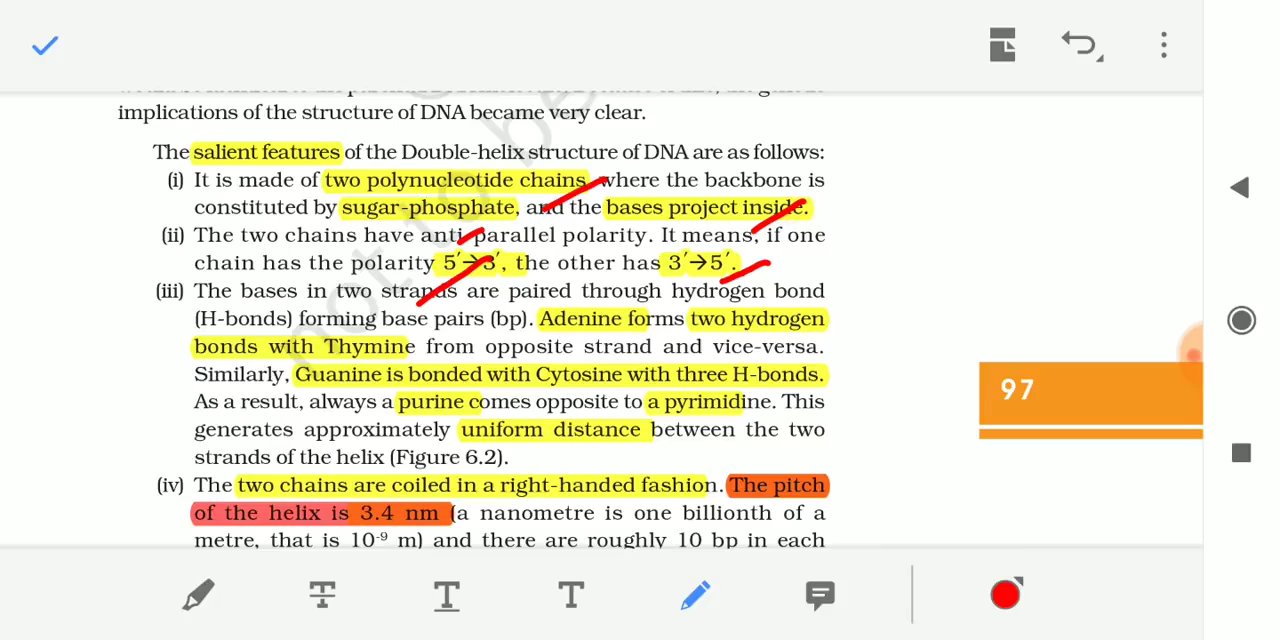 implications of the structure of DNA became very clear.
The salient features of the Double-helix structure of DNA are as follows:
(i) It is made of two polynucleotide chains, where the backbone is
constituted by sugar-phosphate, and the bases project inside.
(ii) The two chains have anti-parallel polarity. It means, if one
chain has the polarity 5′→3′, the other has 3′→5′.
(iii) The bases in two strands are paired through hydrogen bond
(H-bonds) forming base pairs (bp). Adenine forms two hydrogen
bonds with Thymine from opposite strand and vice-versa.
Similarly, Guanine is bonded with Cytosine with three H-bonds.
As a result, always a purine comes opposite to a pyrimidine. This
generates approximately uniform distance between the two
strands of the helix (Figure 6.2).
(iv) The two chains are coiled in a right-handed fashion. The pitch
of the helix is 3.4 nm (a nanometre is one billionth of a
metre, that is 10⁻⁹ m) and there are roughly 10 bp in each
97
not to be
T
T
T